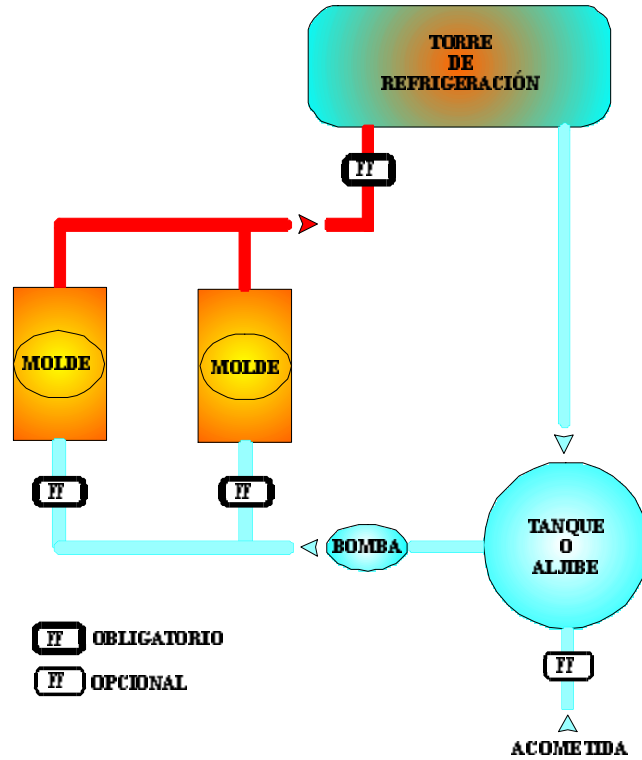 TORRE
DE
REFRIGERACIÓN
FF
MOLDE
MOLDE
FF
FF
BOMBA
TANQUE
O
ALJIBE
FF OBLIGATORIO
FF OPCIONAL
FF
ACOMETIDA